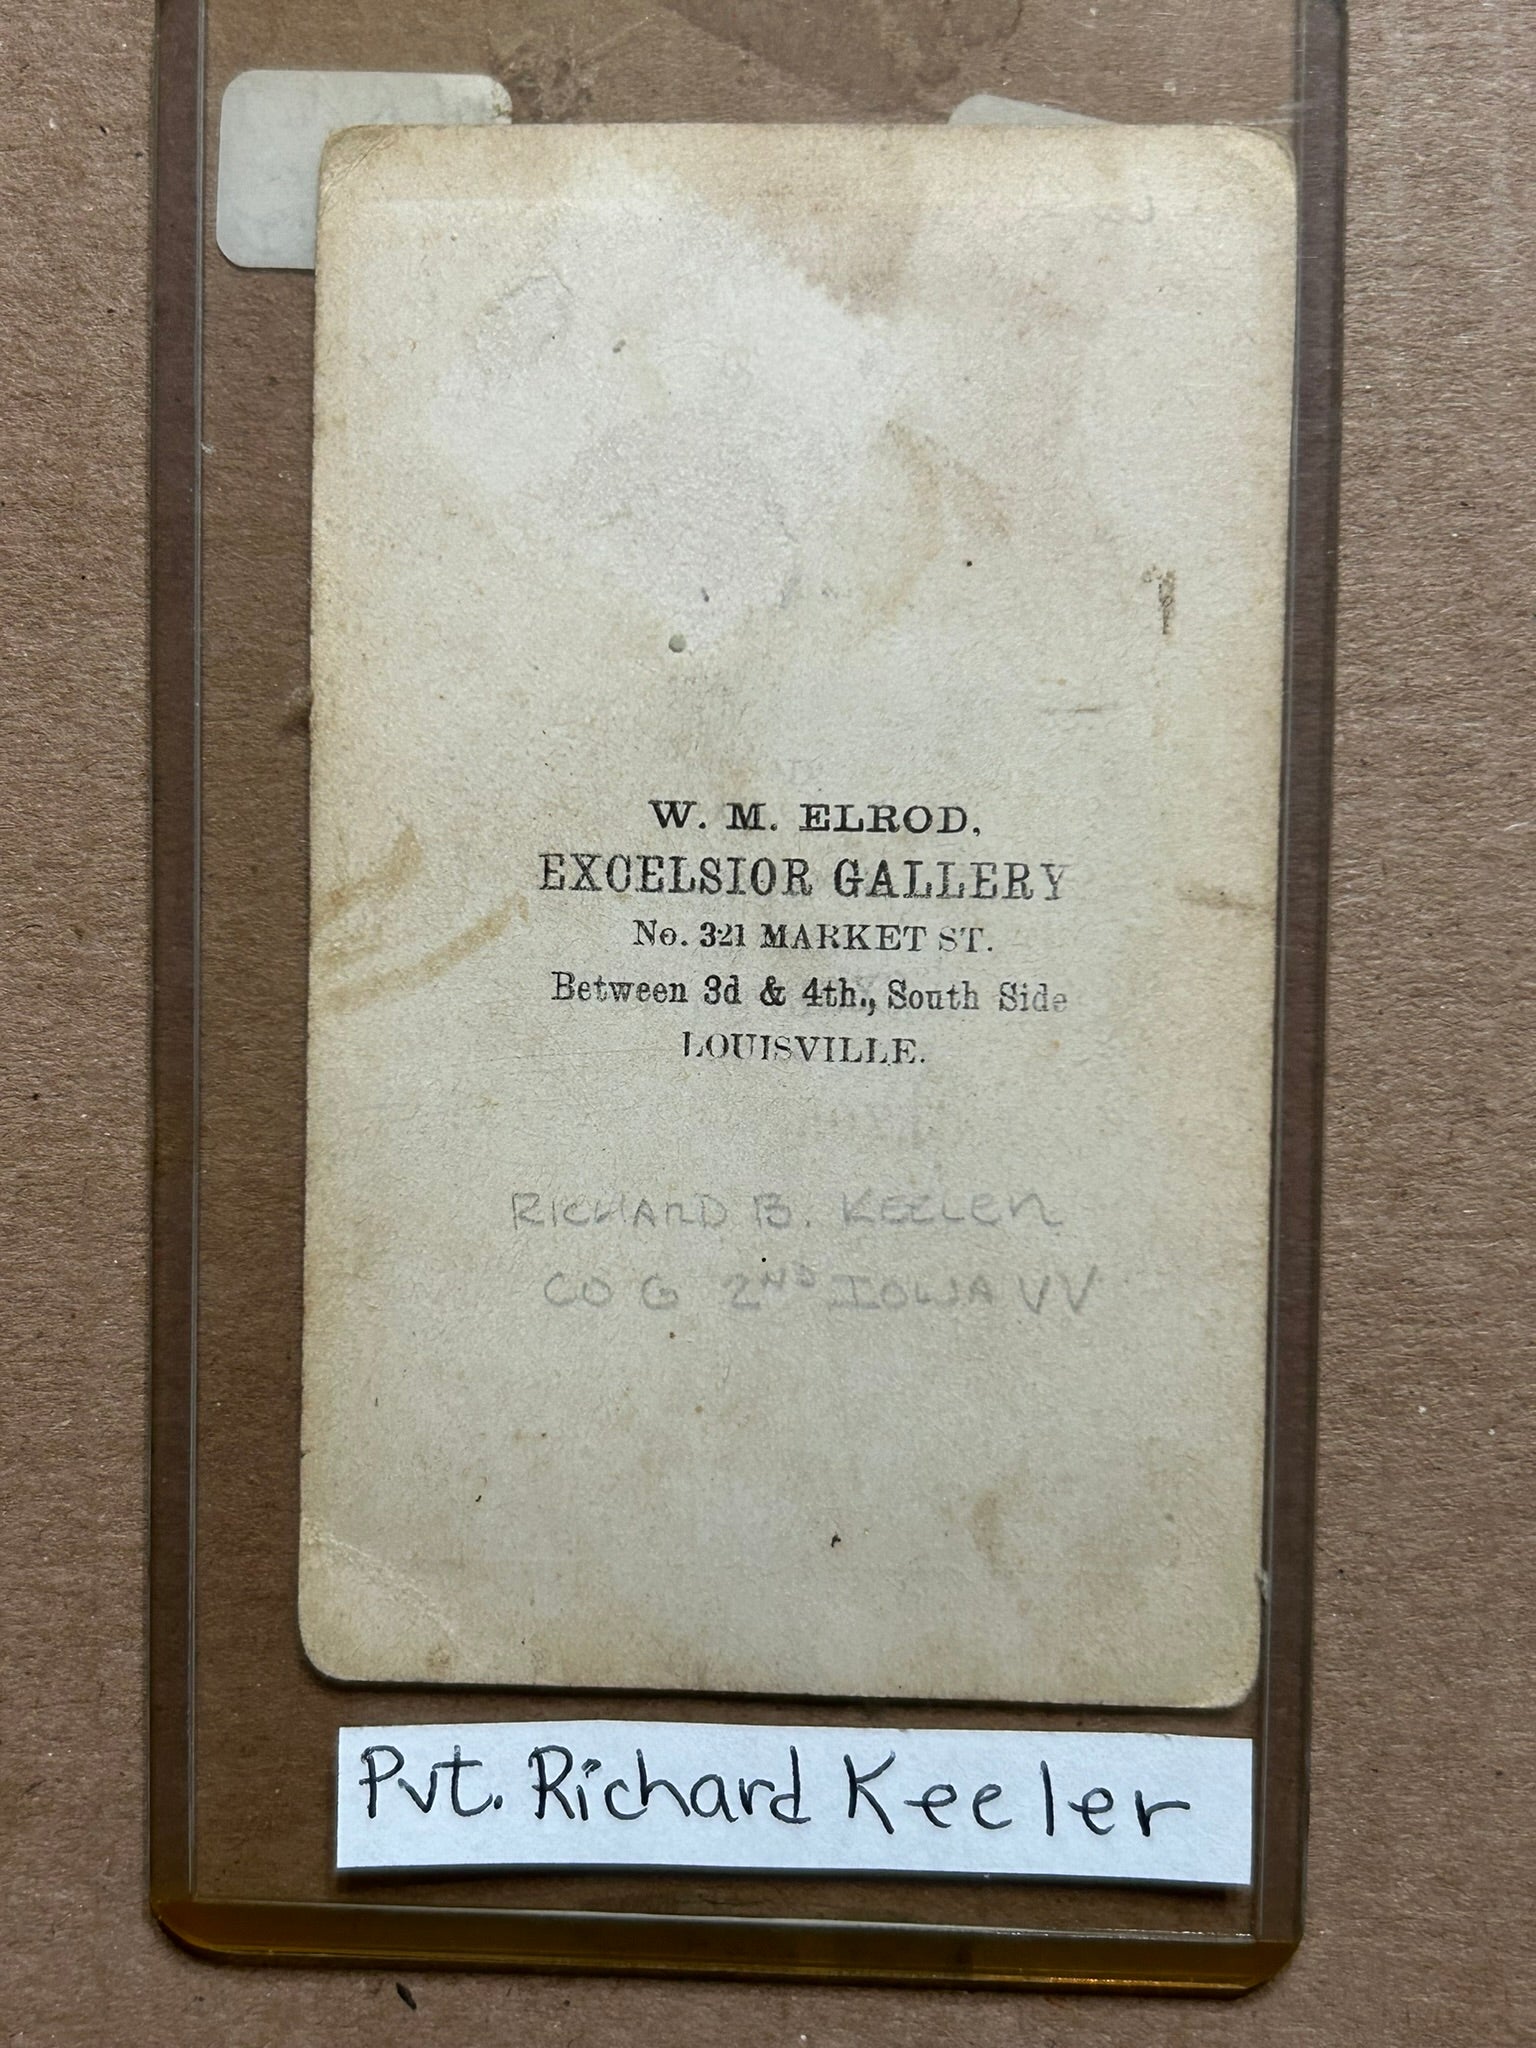 W. M. ELROD,
EXCELSIOR GALLERY
No. 321 MARKET ST.
Between 3d & 4th., South Side
LOUISVILLE.
RICHARD B. KEELER
CO G 2ND IOWA VV
Pvt. Richard Keeler